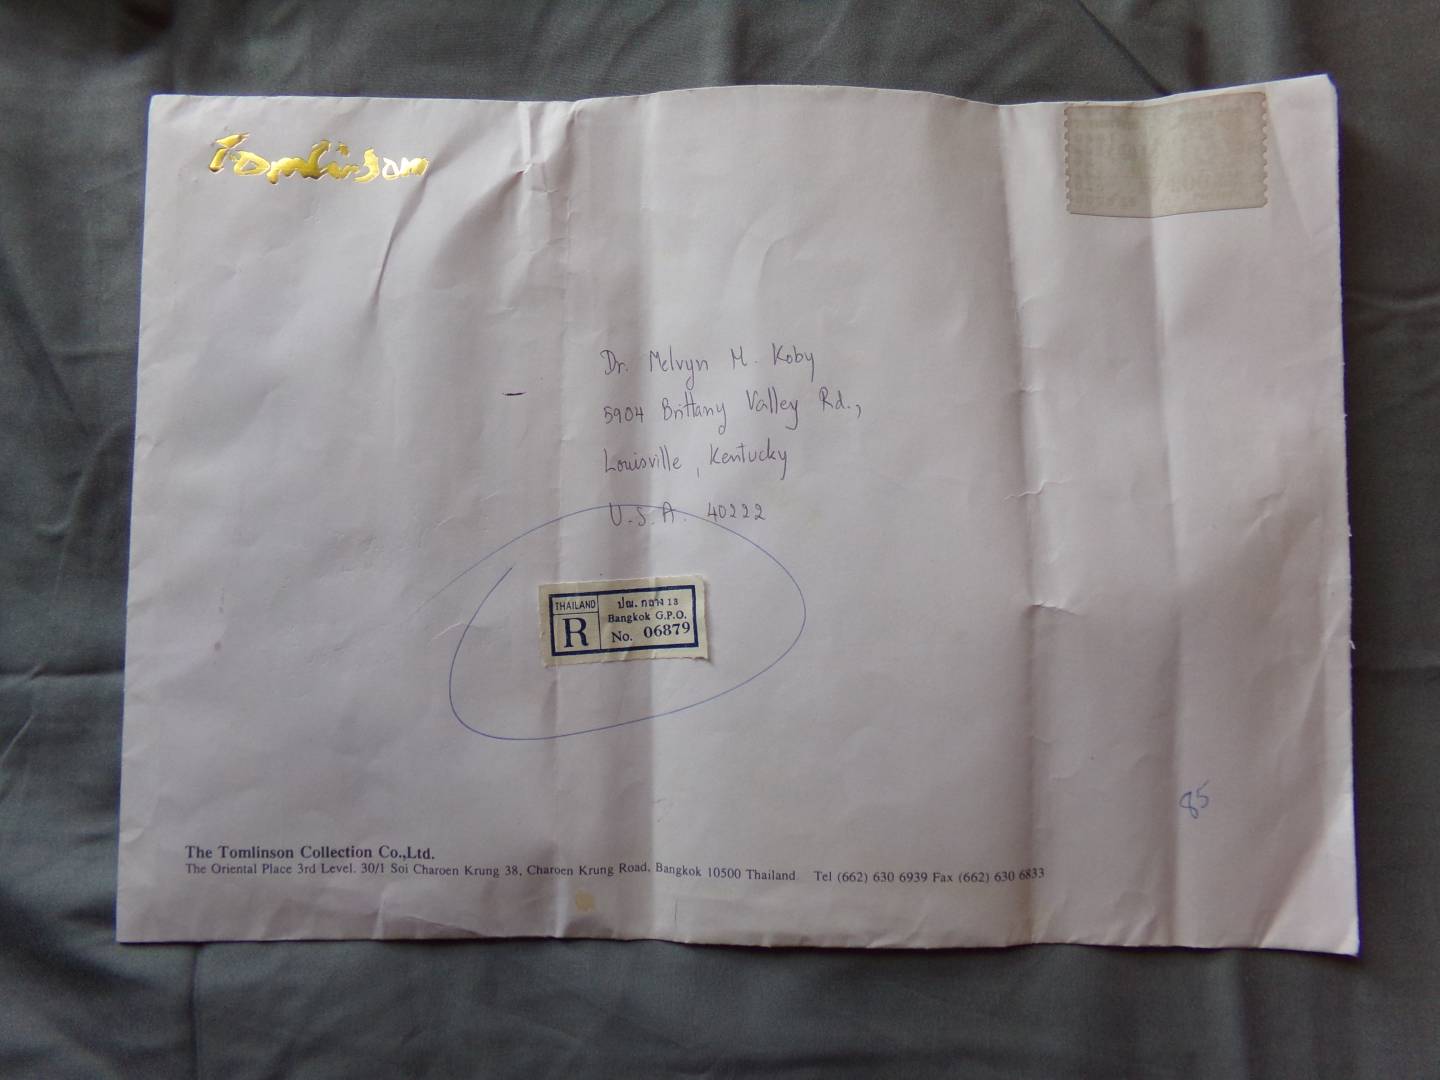 Tomlinson
Dr. Melvyn M. Koby
5904 Brittany Valley Rd.,
Louisville, Kentucky
U.S.A. 40222
THAILAND
R
ปณ. กลาง 13
Bangkok G.P.O.
No. 06879
85
The Tomlinson Collection Co.,Ltd.
The Oriental Place 3rd Level. 30/1 Soi Charoen Krung 38, Charoen Krung Road, Bangkok 10500 Thailand Tel (662) 630 6939 Fax (662) 630 6833